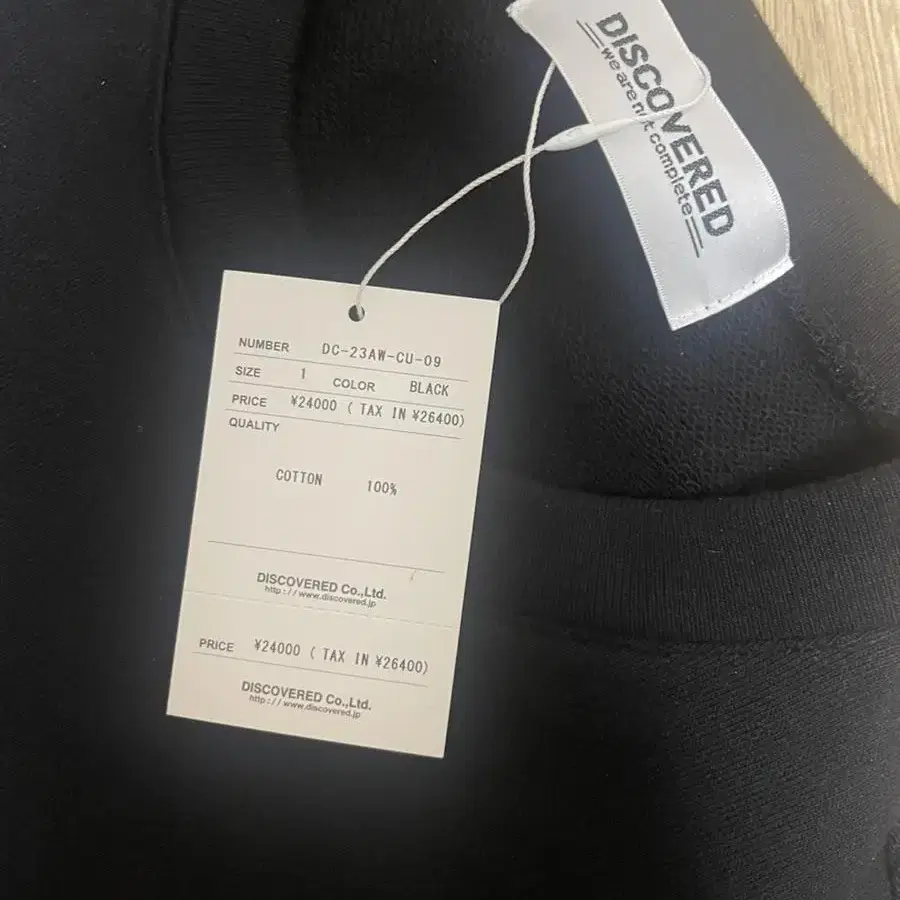 DISCOVERED
we are not complete
NUMBER DC-23AW-CU-09
SIZE 1 COLOR BLACK
PRICE ¥24000 ( TAX IN ¥26400)
QUALITY
COTTON 100%
DISCOVERED Co.,Ltd.
http://www.discovered.jp
PRICE ¥24000 ( TAX IN ¥26400)
DISCOVERED Co.,Ltd.
http://www.discovered.jp